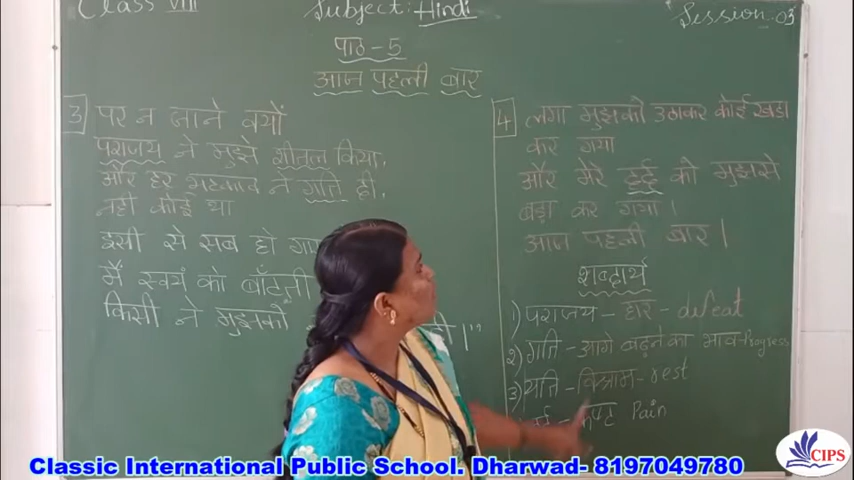 Class VIII
Subject: Hindi
Session: 03
पाठ-5
आज पहली बार
3 पर न जाने क्यों
पराजय ने मुझे शीतल किया,
और हर भटकाव ने गति दी,
नहीं कोई था
इसी से सब हो
मैं स्वयं को बाँटती
किसी ने मुझको
4 लगा मुझको उठाकर कोई खडा
कर गया
और मेरे दर्द को मुझसे
बड़ा कर गया।
आज पहली बार।
शब्दार्थ
1) पराजय - हार - defeat
2) गति - आगे बढ़ने का भाव - Progress
3) यति - विश्राम - rest
Pain
Classic International Public School. Dharwad- 8197049780
CIPS